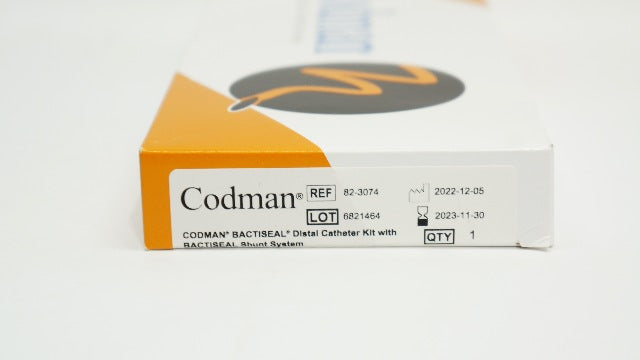 Codman® REF 82-3074 2022-12-05
LOT 6821464 2023-11-30
CODMAN® BACTISEAL® Distal Catheter Kit with
BACTISEAL Shunt System
QTY 1